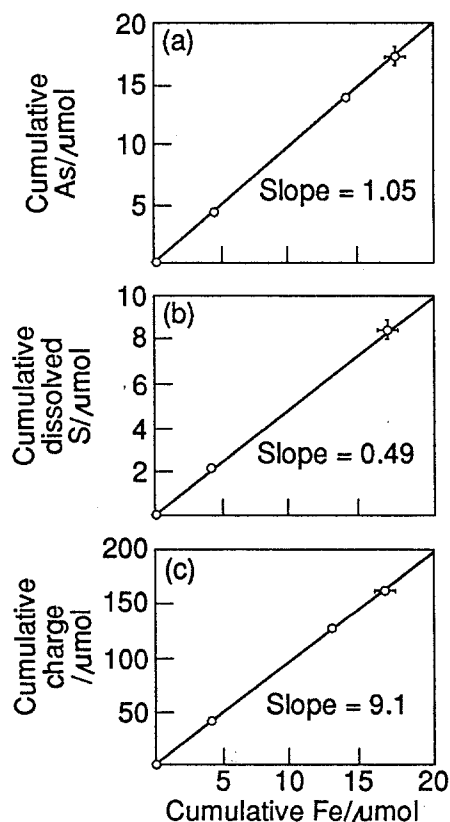 (a)
20
15
10
5
Cumulative
As/μmol
Slope = 1.05
(b)
10
8
6
4
2
Cumulative
dissolved
S/μmol
Slope = 0.49
(c)
200
150
100
50
Cumulative
charge
/μmol
Slope = 9.1
5 10 15 20
Cumulative Fe/μmol